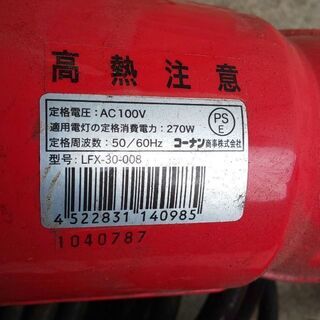 高熱注意
定格電圧：AC100V
適用電灯の定格消費電力：270W
定格周波数：50/60Hz コーナン商事株式会社
型号：LFX-30-008
PS
E
4 522831 140985
1040787